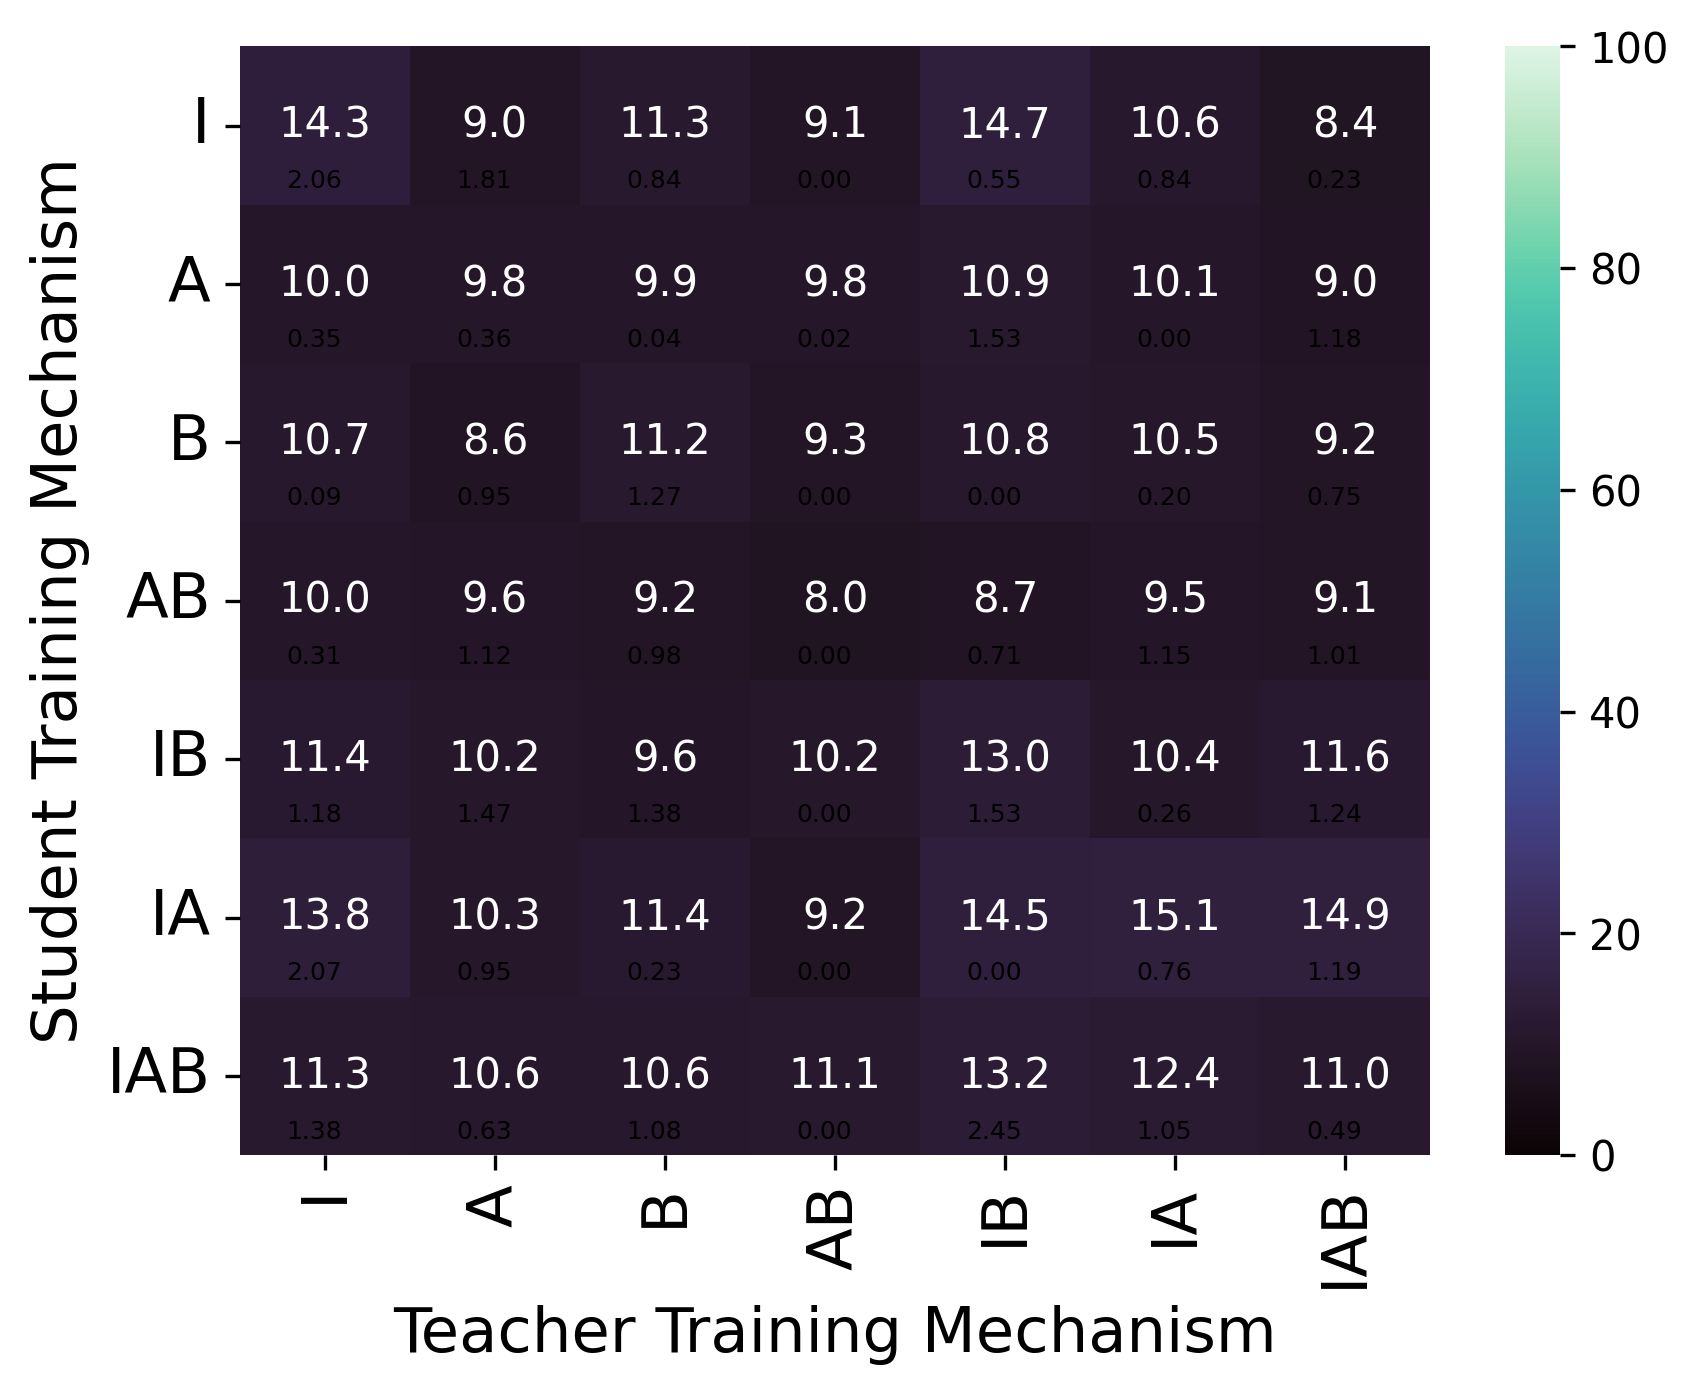 Student Training Mechanism
I 14.3 9.0 11.3 9.1 14.7 10.6 8.4
2.06 1.81 0.84 0.00 0.55 0.84 0.23
A 10.0 9.8 9.9 9.8 10.9 10.1 9.0
0.35 0.36 0.04 0.02 1.53 0.00 1.18
B 10.7 8.6 11.2 9.3 10.8 10.5 9.2
0.09 0.95 1.27 0.00 0.00 0.20 0.75
AB 10.0 9.6 9.2 8.0 8.7 9.5 9.1
0.31 1.12 0.98 0.00 0.71 1.15 1.01
IB 11.4 10.2 9.6 10.2 13.0 10.4 11.6
1.18 1.47 1.38 0.00 1.53 0.26 1.24
IA 13.8 10.3 11.4 9.2 14.5 15.1 14.9
2.07 0.95 0.23 0.00 0.00 0.76 1.19
IAB 11.3 10.6 10.6 11.1 13.2 12.4 11.0
1.38 0.63 1.08 0.00 2.45 1.05 0.49
I A B AB IB IA IAB
Teacher Training Mechanism
100
80
60
40
20
0